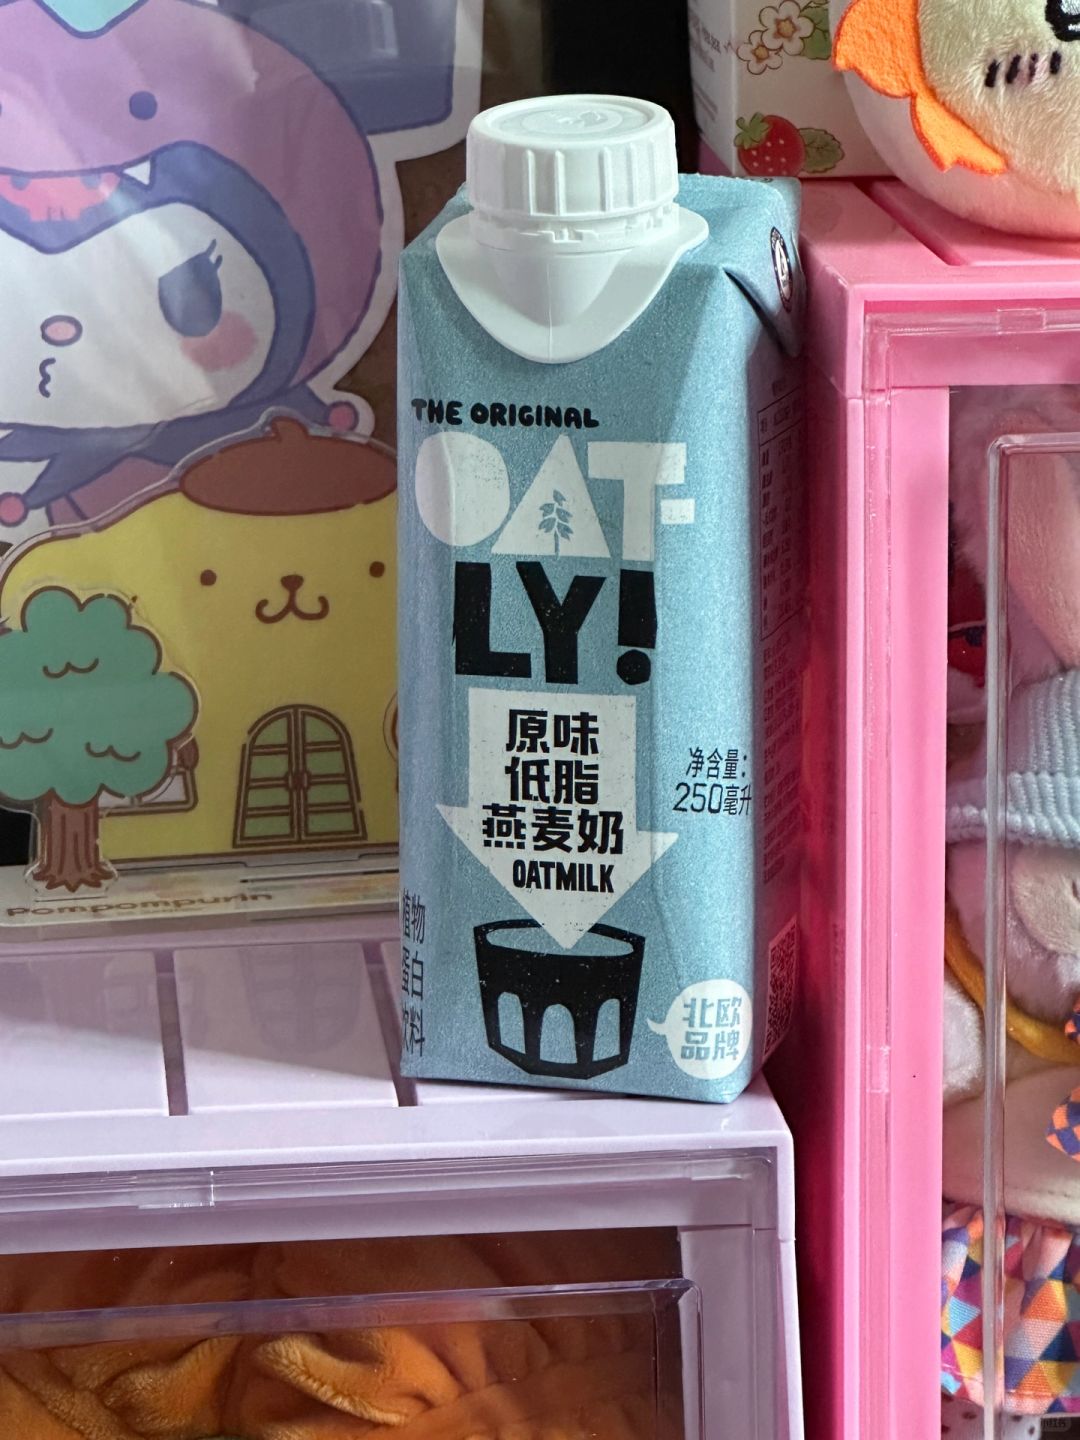 THE ORIGINAL
OAT-
LY!
原味
低脂
燕麦奶
OATMILK
净含量:
250毫升
植物
蛋白
饮料
北欧
品牌
Pompompurin